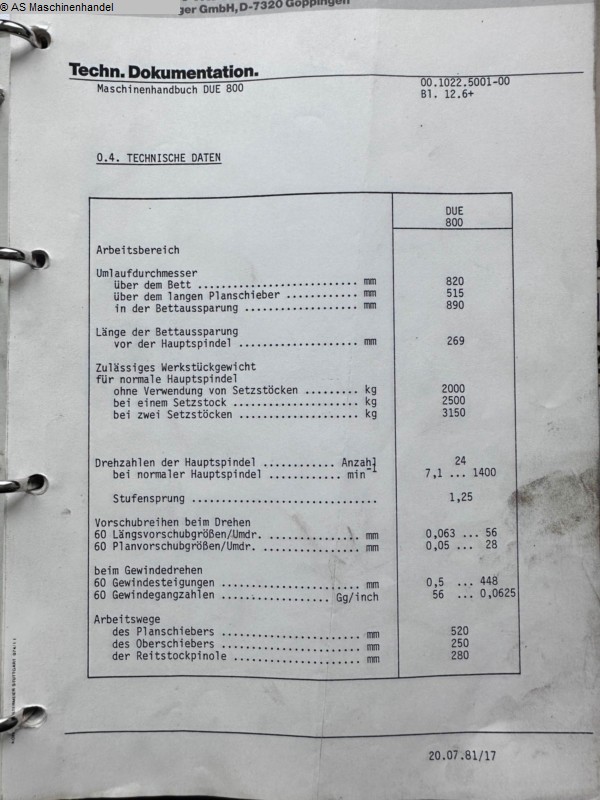 © AS Maschinenhandel
ger GmbH, D-7320 Göppingen
Techn. Dokumentation.
Maschinenhandbuch DUE 800
00.1022.5001-00
Bl. 12.6+
0.4. TECHNISCHE DATEN
DUE
800
Arbeitsbereich
Umlaufdurchmesser
über dem Bett ........................... mm 820
über dem langen Planschieber ............ mm 515
in der Bettaussparung ................... mm 890
Länge der Bettaussparung
vor der Hauptspindel .................... mm 269
Zulässiges Werkstückgewicht
für normale Hauptspindel
ohne Verwendung von Setzstöcken ......... kg 2000
bei einem Setzstock ..................... kg 2500
bei zwei Setzstöcken .................... kg 3150
Drehzahlen der Hauptspindel ............ Anzahl 24
bei normaler Hauptspindel ............ min-1 7,1 ... 1400
Stufensprung ............................... 1,25
Vorschubreihen beim Drehen
60 Längsvorschubgrößen/Umdr. ............... mm 0,063 ... 56
60 Planvorschubgrößen/Umdr. ................ mm 0,05 ... 28
beim Gewindedrehen
60 Gewindesteigungen ....................... mm 0,5 ... 448
60 Gewindegangzahlen .................. Gg/inch 56 ... 0,0625
Arbeitswege
des Planschiebers ....................... mm 520
des Oberschiebers ....................... mm 250
der Reitstockpinole ..................... mm 280
20.07.81/17